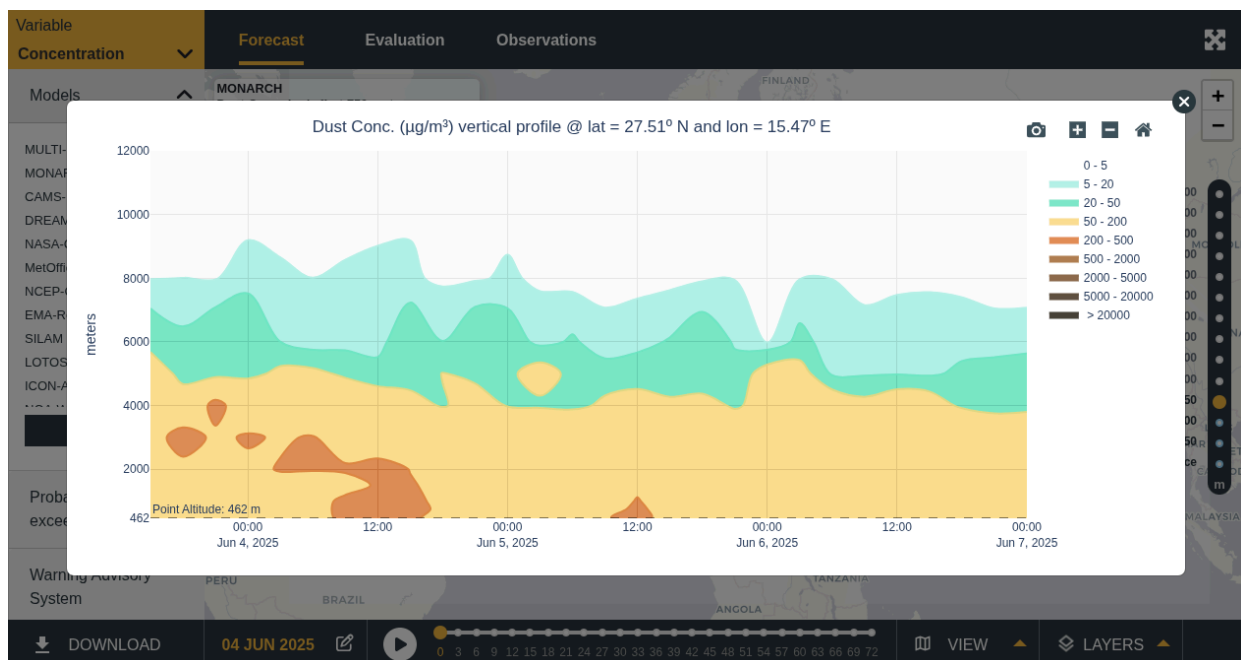 Variable
Concentration
Forecast
Evaluation
Observations
Models
MONARCH
FINLAND
+
−
Dust Conc. (µg/m³) vertical profile @ lat = 27.51º N and lon = 15.47º E
12000
10000
8000
6000
4000
2000
462
meters
Point Altitude: 462 m
00:00
Jun 4, 2025
12:00
00:00
Jun 5, 2025
12:00
00:00
Jun 6, 2025
12:00
00:00
Jun 7, 2025
0 - 5
5 - 20
20 - 50
50 - 200
200 - 500
500 - 2000
2000 - 5000
5000 - 20000
> 20000
MULTI-
MONAR
CAMS-
DREAM
NASA-
MetOffi
NCEP-
EMA-R
SILAM
LOTOS
ICON-A
m
MALAYSIA
Proba
excee
Warning Advisory
System
PERU
BRAZIL
ANGOLA
TANZANIA
DOWNLOAD
04 JUN 2025
0 3 6 9 12 15 18 21 24 27 30 33 36 39 42 45 48 51 54 57 60 63 66 69 72
VIEW
LAYERS